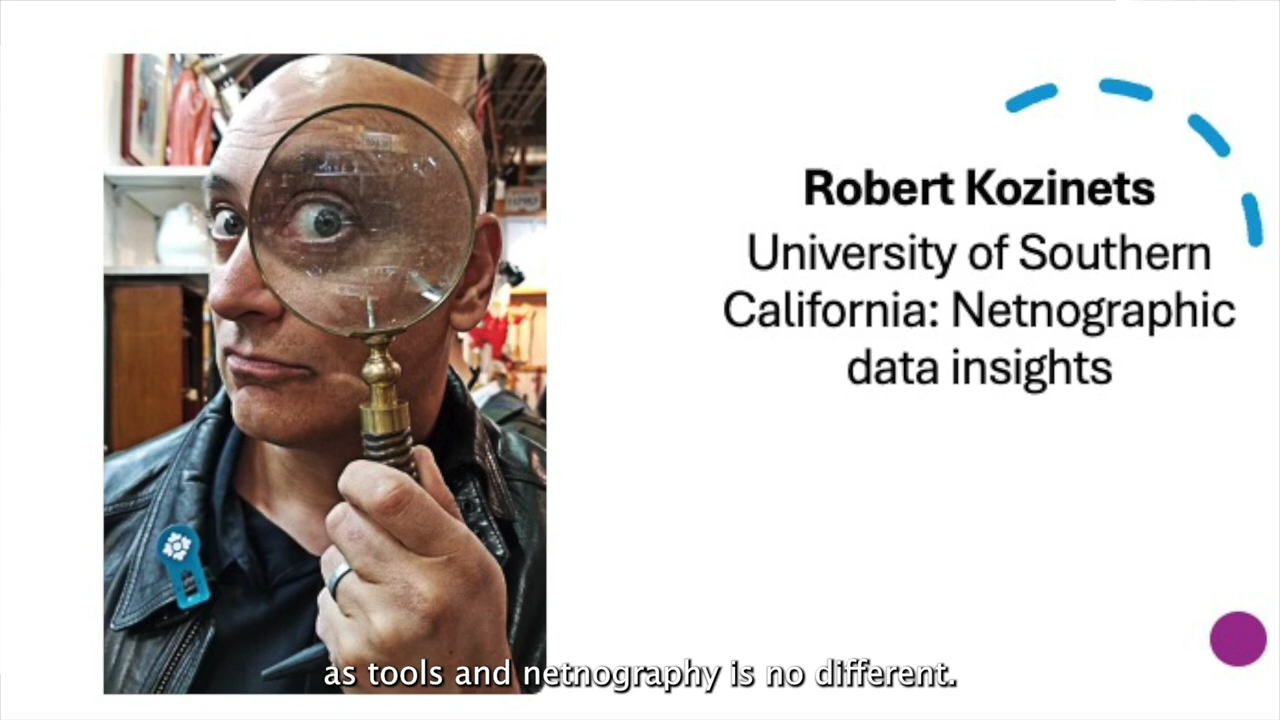 Robert Kozinets
University of Southern
California: Netnographic
data insights
as tools and netnography is no different.